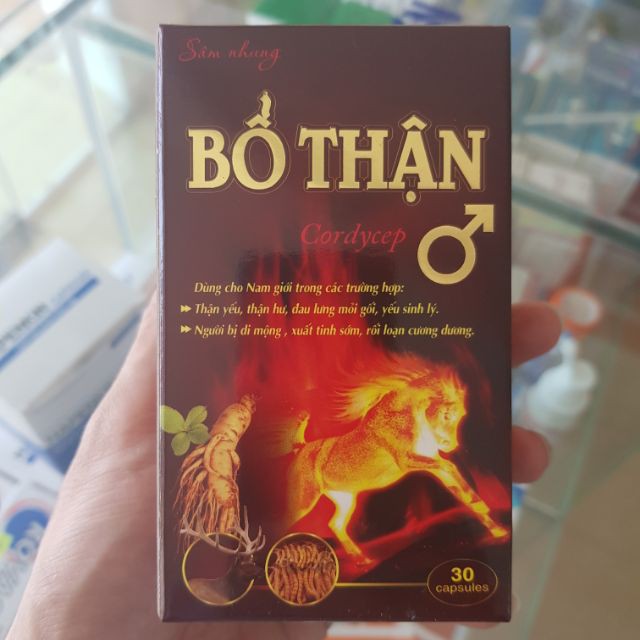 Sâm nhung
BỔ THẬN
Cordycep
Dùng cho Nam giới trong các trường hợp:
Thận yếu, thận hư, đau lưng mỏi gối, yếu sinh lý.
Người bị di mộng , xuất tinh sớm, rối loạn cương dương.
30
capsules